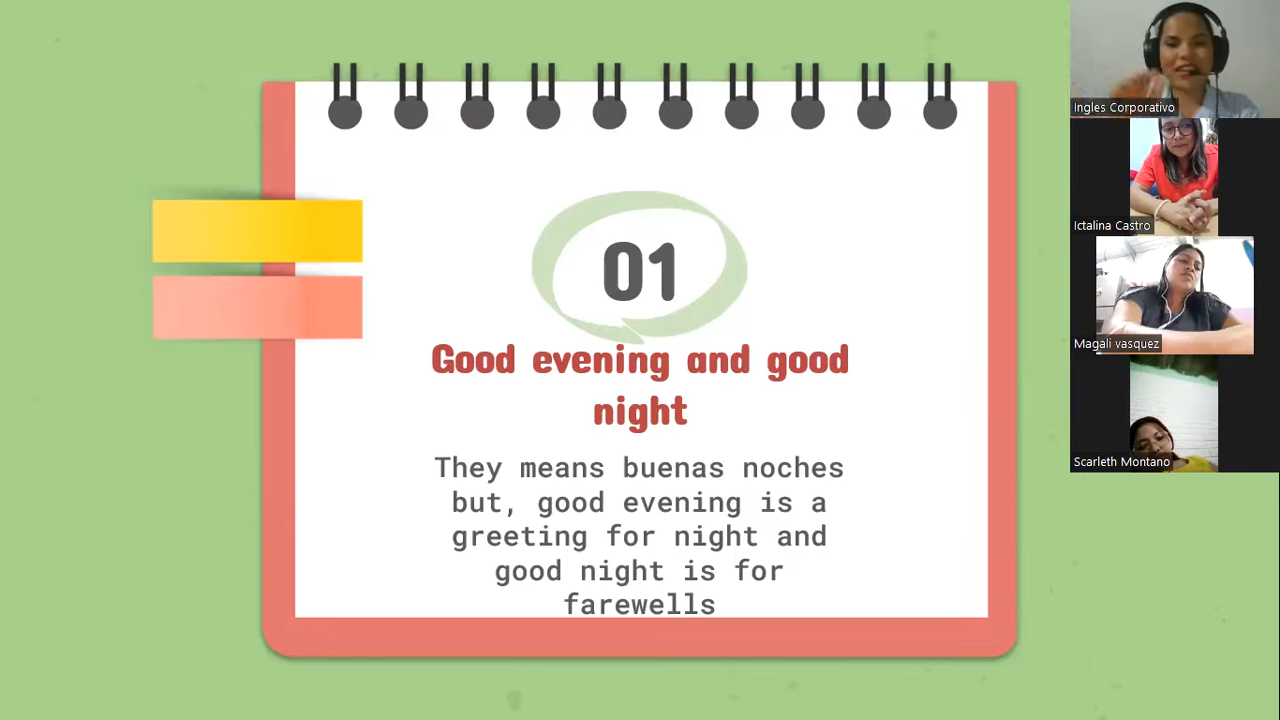 01
Good evening and good
night
They means buenas noches
but, good evening is a
greeting for night and
good night is for
farewells
Ingles Corporativo
Ictalina Castro
Magali vasquez
Scarleth Montano